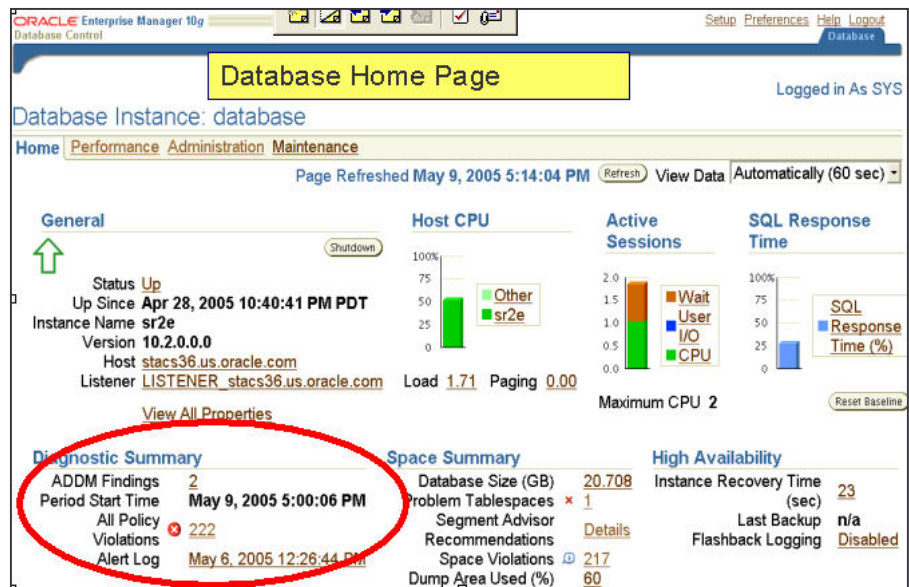 ORACLE Enterprise Manager 10g
Database Control
Setup Preferences Help Logout
Database
Database Home Page
Logged in As SYS
Database Instance: database
Home Performance Administration Maintenance
Page Refreshed May 9, 2005 5:14:04 PM Refresh View Data Automatically (60 sec)
General
Shutdown
Status Up
Up Since Apr 28, 2005 10:40:41 PM PDT
Instance Name sr2e
Version 10.2.0.0.0
Host stacs36.us.oracle.com
Listener LISTENER_stacs36.us.oracle.com
View All Properties
Host CPU
100%
75
50
25
0
Other
sr2e
Load 1.71 Paging 0.00
Active
Sessions
2.0
1.5
1.0
0.5
0.0
Wait
User
I/O
CPU
Maximum CPU 2
SQL Response
Time
100%
75
50
25
0
SQL
Response
Time (%)
Reset Baseline
Diagnostic Summary
ADDM Findings 2
Period Start Time May 9, 2005 5:00:06 PM
All Policy
Violations 222
Alert Log May 6, 2005 12:26:44 PM
Space Summary
Database Size (GB) 20.708
Problem Tablespaces 1
Segment Advisor
Recommendations Details
Space Violations 217
Dump Area Used (%) 60
High Availability
Instance Recovery Time
(sec) 23
Last Backup n/a
Flashback Logging Disabled